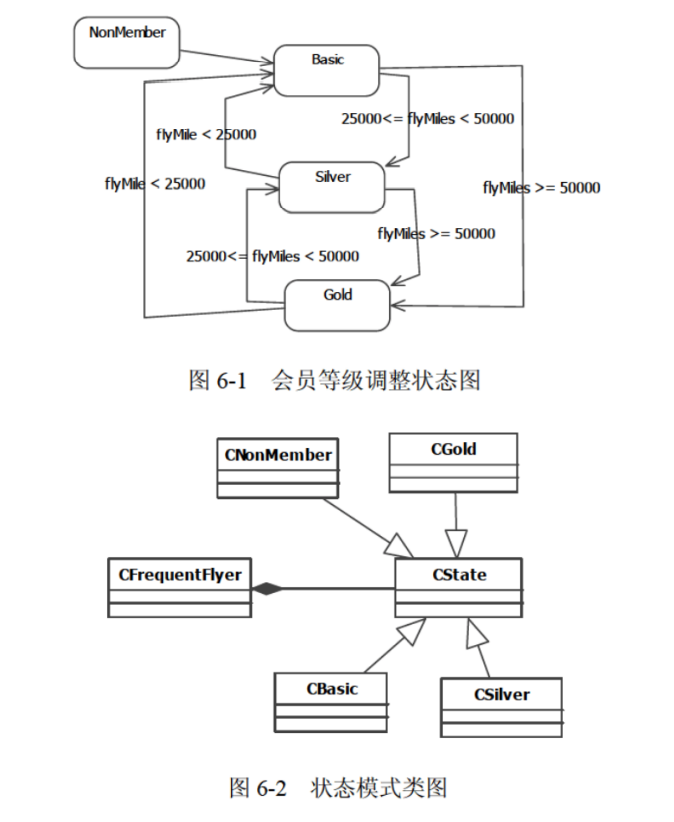 NonMember
Basic
25000<= flyMiles < 50000
flyMile < 25000
Silver
flyMile < 25000
flyMiles >= 50000
flyMiles >= 50000
25000<= flyMiles < 50000
Gold
图 6-1 会员等级调整状态图
CNonMember
CGold
CFrequentFlyer
CState
CBasic
CSilver
图 6-2 状态模式类图